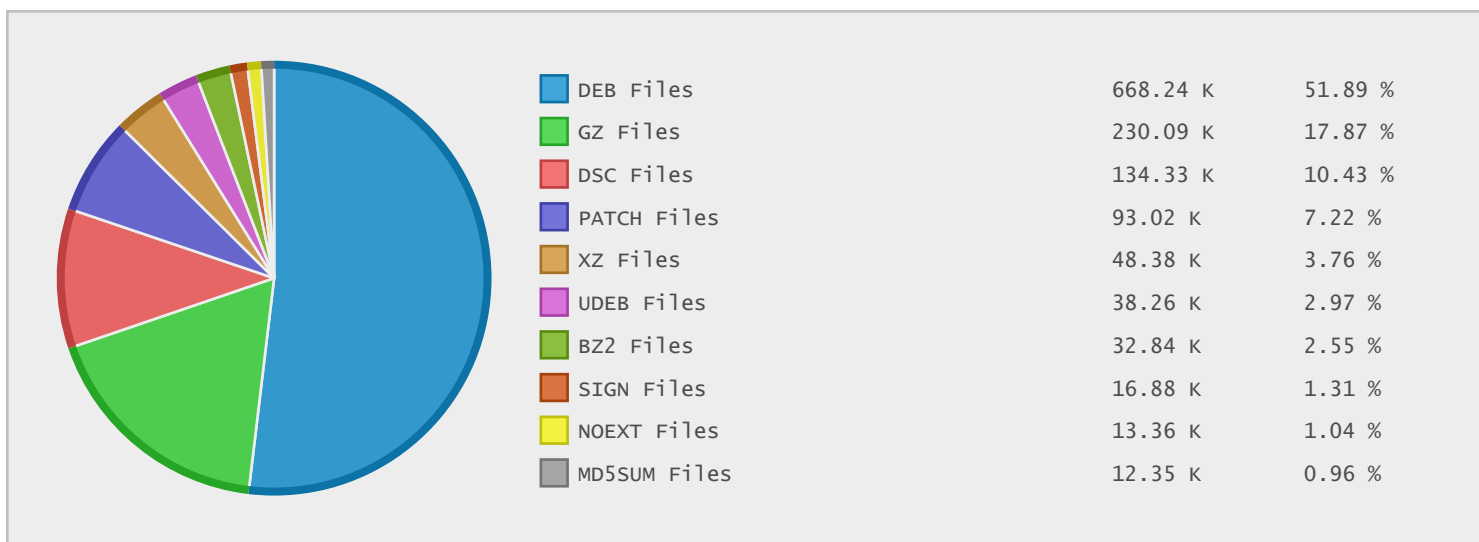 DEB Files 668.24 K 51.89 %
GZ Files 230.09 K 17.87 %
DSC Files 134.33 K 10.43 %
PATCH Files 93.02 K 7.22 %
XZ Files 48.38 K 3.76 %
UDEB Files 38.26 K 2.97 %
BZ2 Files 32.84 K 2.55 %
SIGN Files 16.88 K 1.31 %
NOEXT Files 13.36 K 1.04 %
MD5SUM Files 12.35 K 0.96 %